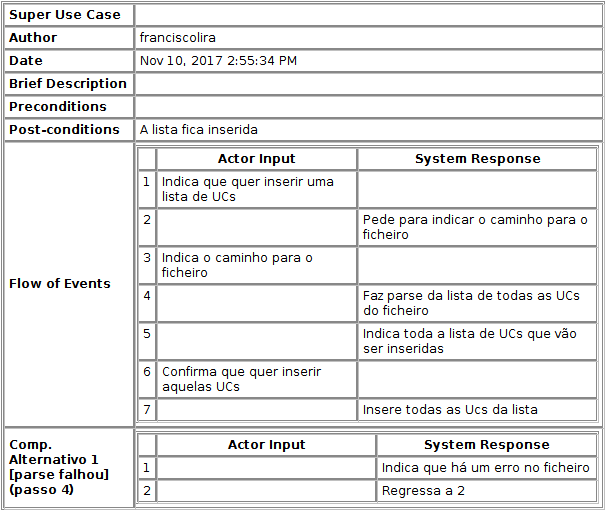 Super Use Case
Author franciscolira
Date Nov 10, 2017 2:55:34 PM
Brief Description
Preconditions
Post-conditions A lista fica inserida
Flow of Events
Actor Input System Response
1 Indica que quer inserir uma
lista de UCs
2 Pede para indicar o caminho para o
ficheiro
3 Indica o caminho para o
ficheiro
4 Faz parse da lista de todas as UCs
do ficheiro
5 Indica toda a lista de UCs que vão
ser inseridas
6 Confirma que quer inserir
aquelas UCs
7 Insere todas as Ucs da lista
Comp.
Alternativo 1
[parse falhou]
(passo 4)
Actor Input System Response
1 Indica que há um erro no ficheiro
2 Regressa a 2